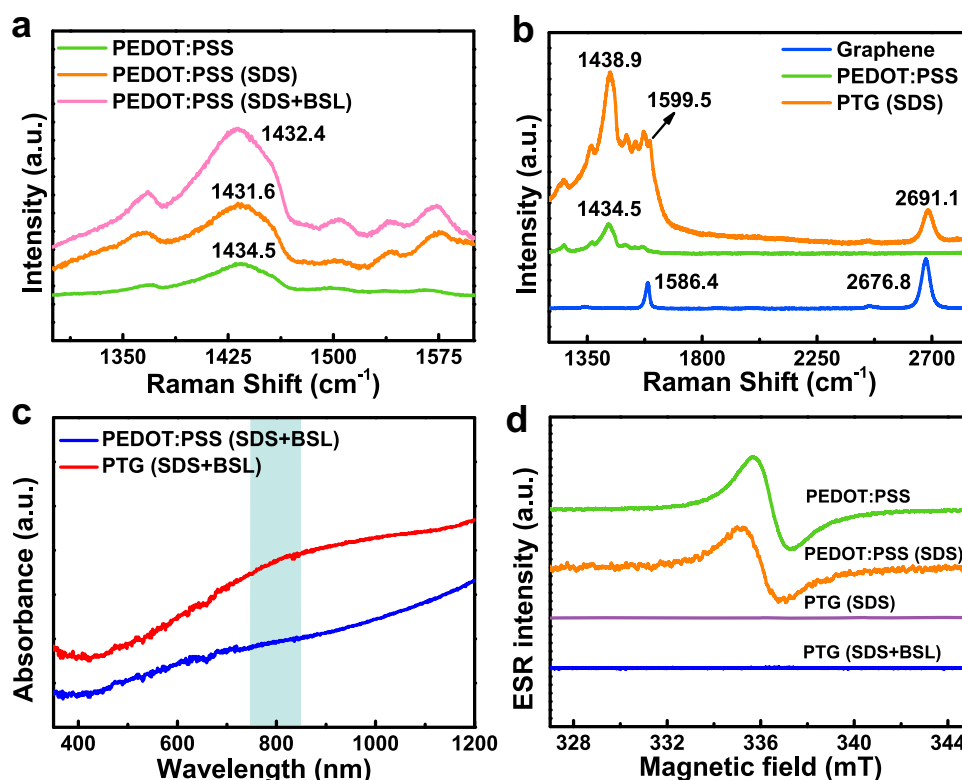 a
PEDOT:PSS
PEDOT:PSS (SDS)
PEDOT:PSS (SDS+BSL)
1432.4
1431.6
1434.5
Intensity (a.u.)
1350 1425 1500 1575
Raman Shift (cm⁻¹)
b
Graphene
PEDOT:PSS
PTG (SDS)
1438.9
1599.5
2691.1
1434.5
1586.4
2676.8
Intensity (a.u.)
1350 1800 2250 2700
Raman Shift (cm⁻¹)
c
PEDOT:PSS (SDS+BSL)
PTG (SDS+BSL)
Absorbance (a.u.)
400 600 800 1000 1200
Wavelength (nm)
d
PEDOT:PSS
PEDOT:PSS (SDS)
PTG (SDS)
PTG (SDS+BSL)
ESR intensity (a.u.)
328 332 336 340 344
Magnetic field (mT)